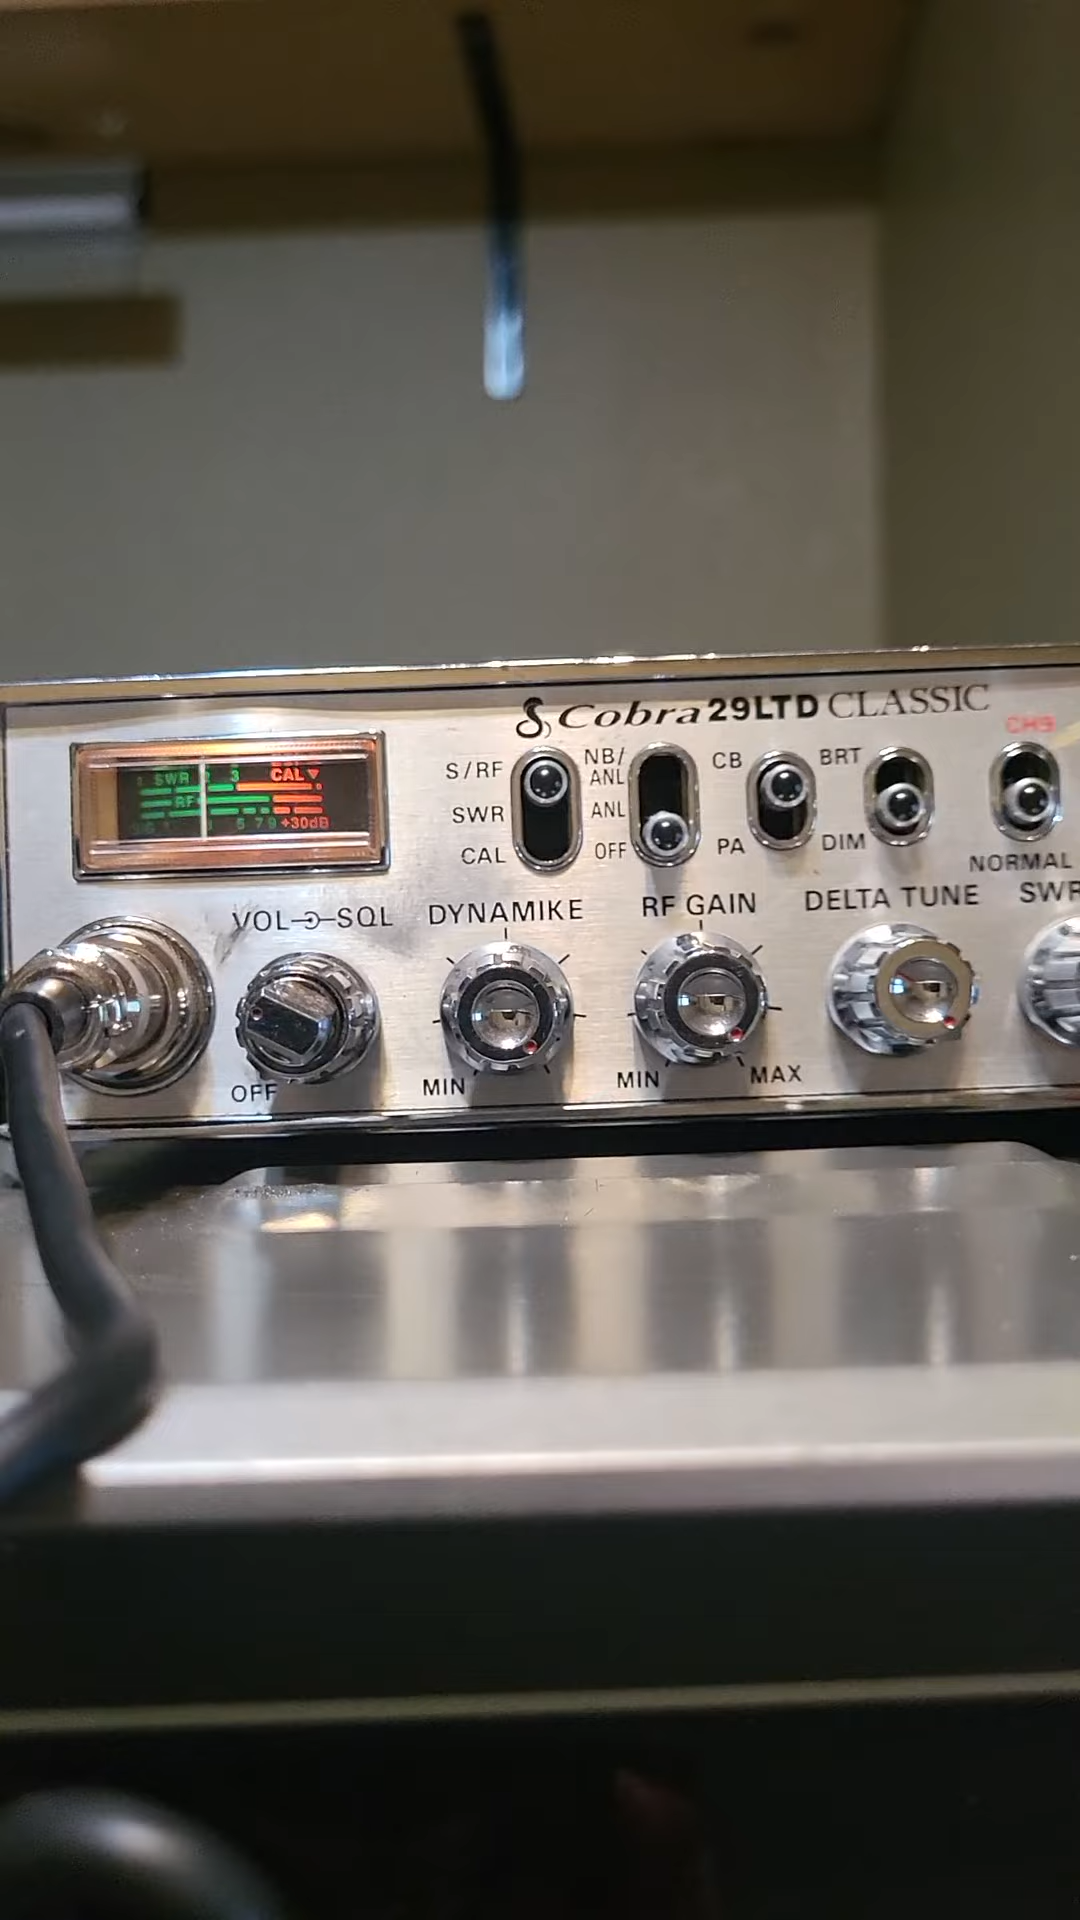 Cobra 29LTD CLASSIC
CH9
S/RF
NB/
ANL
CB
BRT
SWR
ANL
CAL
OFF
PA
DIM
NORMAL
SWR 2 3 CAL▼
RF
5 7 9 +30dB
VOL SQL
DYNAMIKE
RF GAIN
DELTA TUNE
SWR
OFF
MIN
MIN
MAX